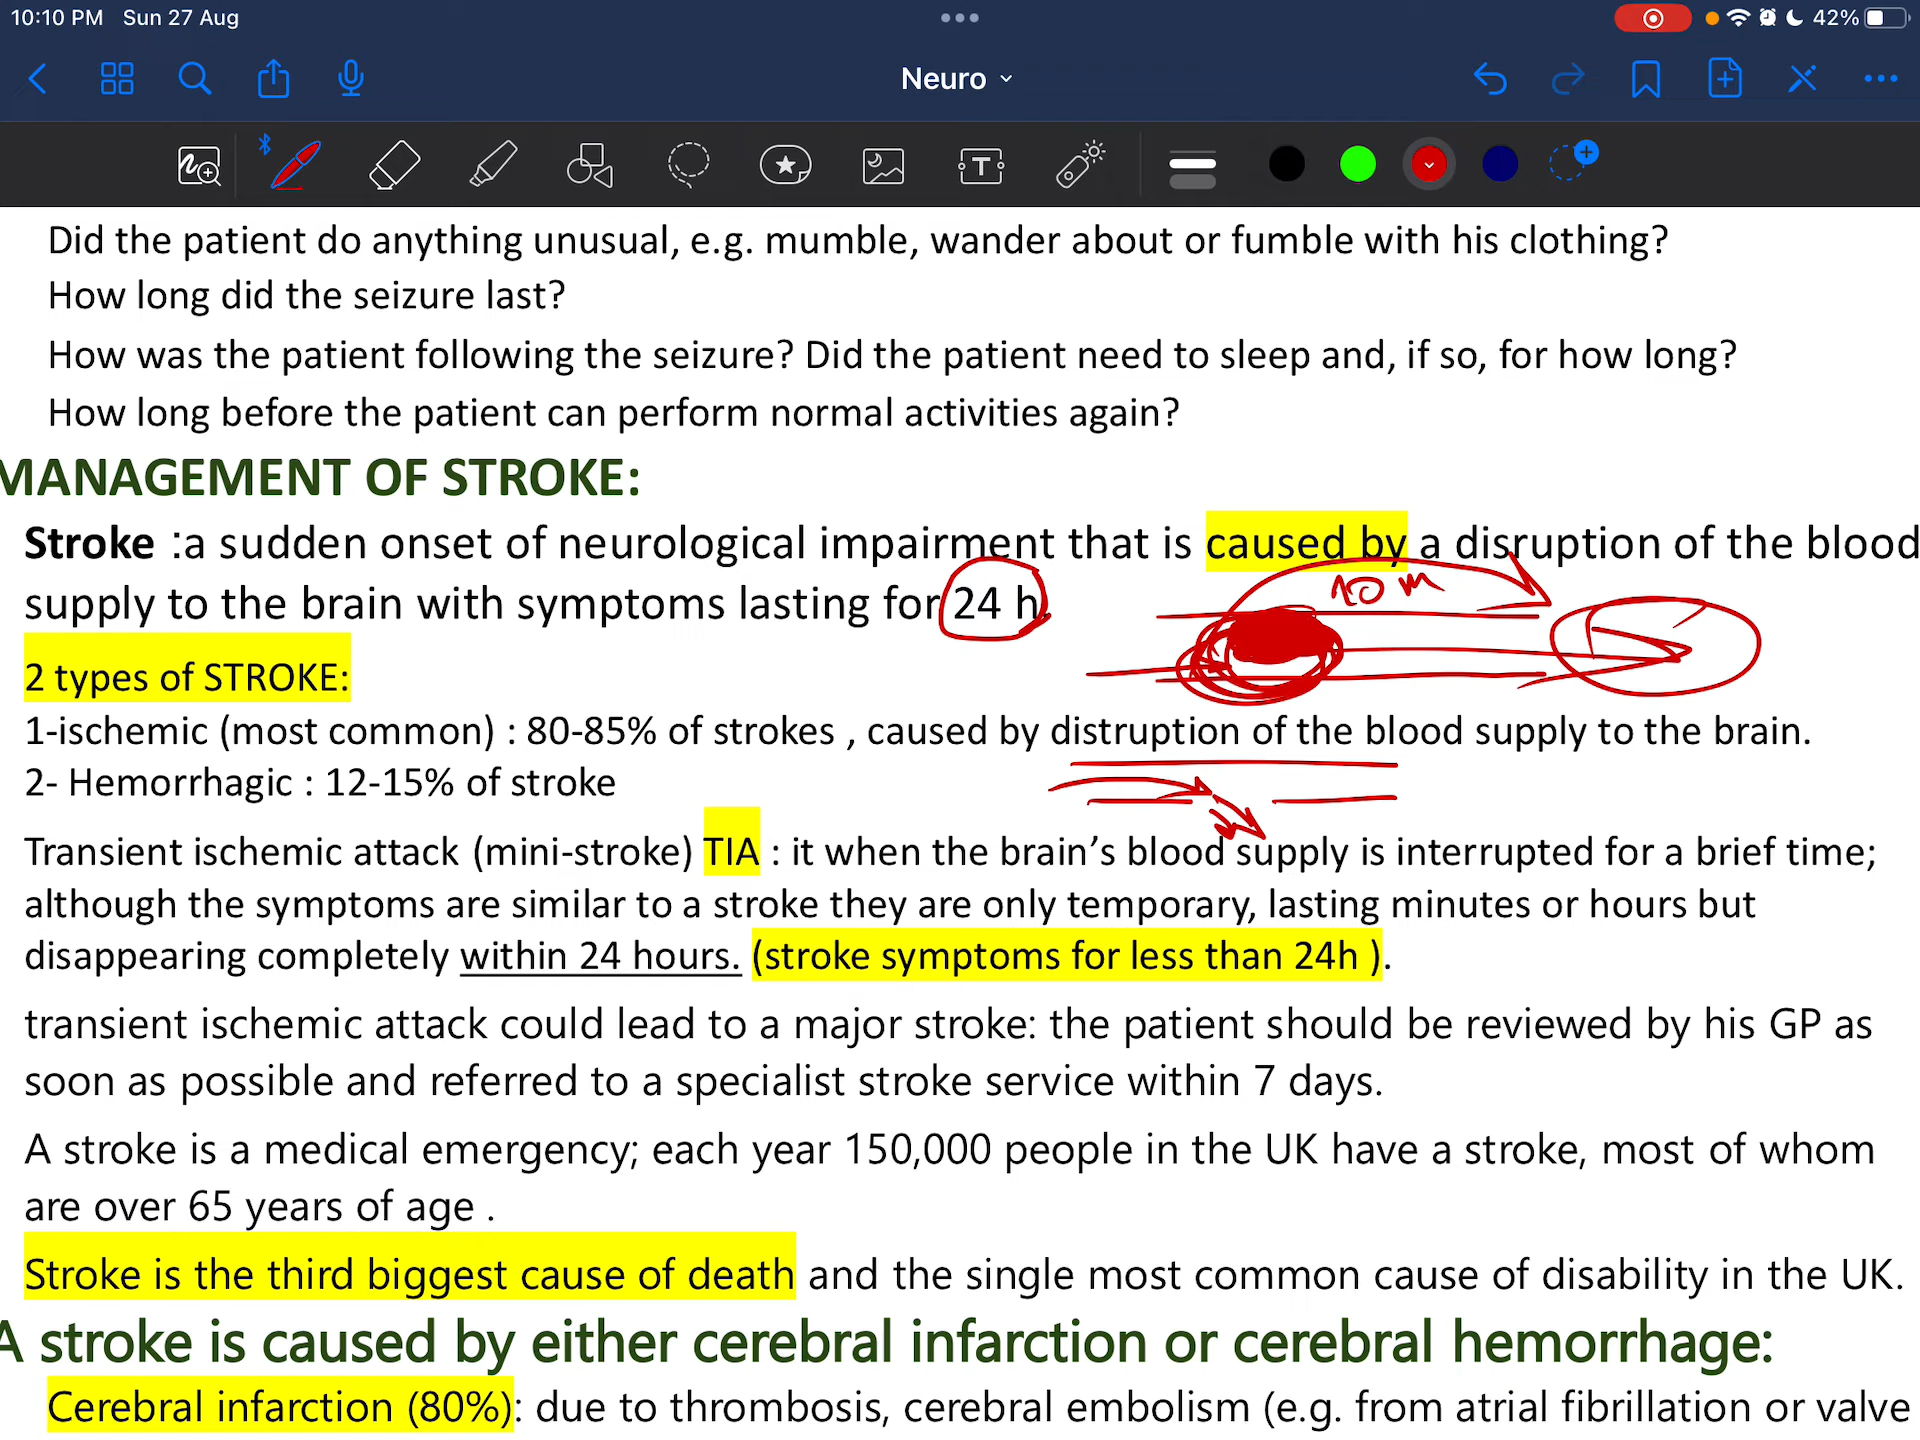 10:10 PM Sun 27 Aug
42%
Neuro
Did the patient do anything unusual, e.g. mumble, wander about or fumble with his clothing?
How long did the seizure last?
How was the patient following the seizure? Did the patient need to sleep and, if so, for how long?
How long before the patient can perform normal activities again?
MANAGEMENT OF STROKE:
Stroke :a sudden onset of neurological impairment that is caused by a disruption of the blood
supply to the brain with symptoms lasting for 24 h.
10 m
2 types of STROKE:
1-ischemic (most common) : 80-85% of strokes , caused by distruption of the blood supply to the brain.
2- Hemorrhagic : 12-15% of stroke
Transient ischemic attack (mini-stroke) TIA : it when the brain’s blood supply is interrupted for a brief time;
although the symptoms are similar to a stroke they are only temporary, lasting minutes or hours but
disappearing completely within 24 hours. (stroke symptoms for less than 24h ).
transient ischemic attack could lead to a major stroke: the patient should be reviewed by his GP as
soon as possible and referred to a specialist stroke service within 7 days.
A stroke is a medical emergency; each year 150,000 people in the UK have a stroke, most of whom
are over 65 years of age .
Stroke is the third biggest cause of death and the single most common cause of disability in the UK.
A stroke is caused by either cerebral infarction or cerebral hemorrhage:
Cerebral infarction (80%): due to thrombosis, cerebral embolism (e.g. from atrial fibrillation or valve